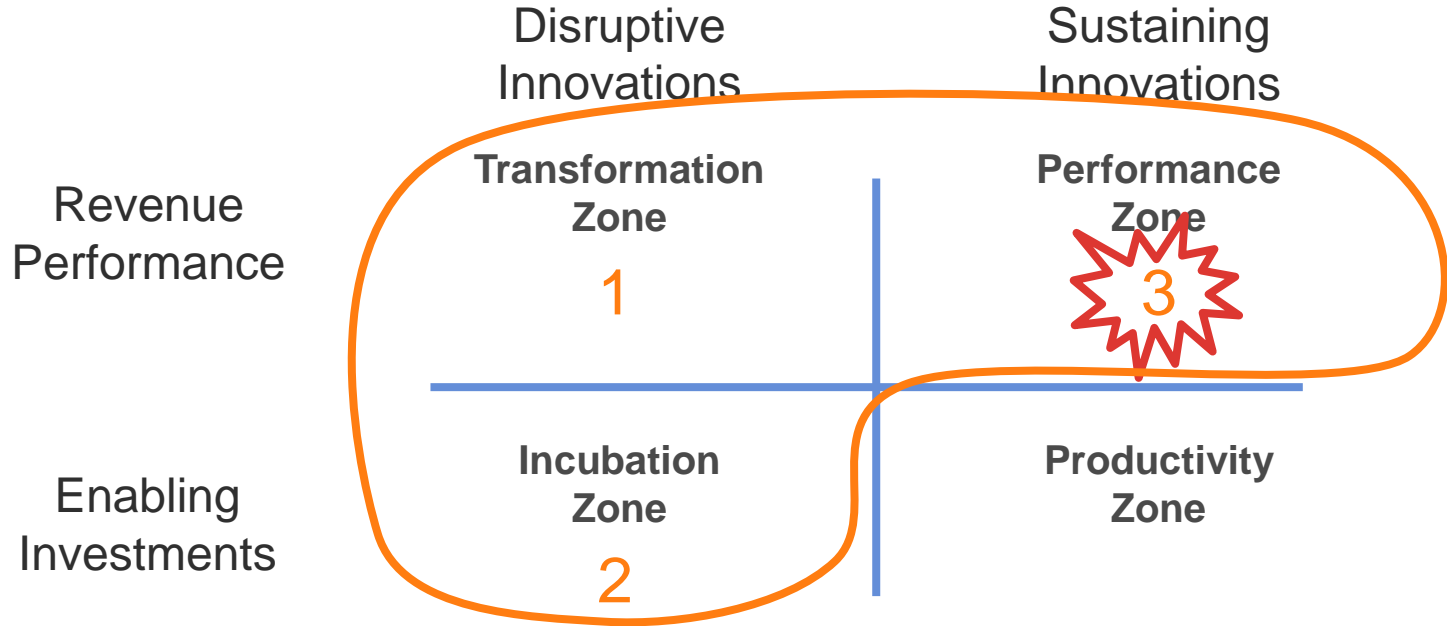 Disruptive
Innovations
Sustaining
Innovations
Revenue
Performance
Transformation
Zone
1
Performance
Zone
3
Enabling
Investments
Incubation
Zone
2
Productivity
Zone